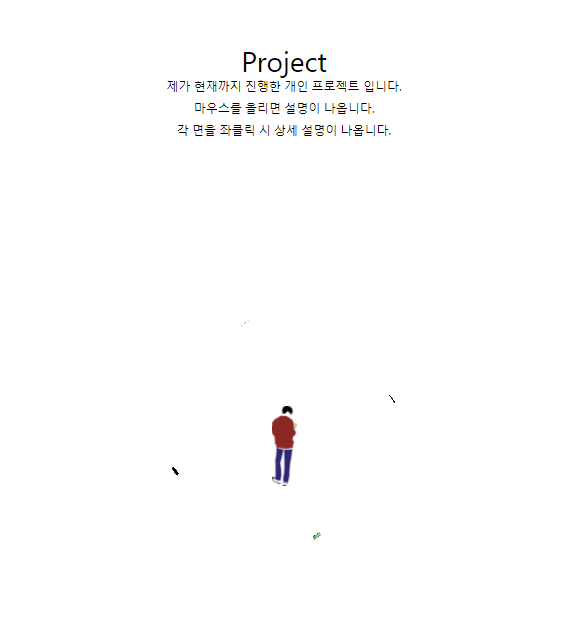 Project
제가 현재까지 진행한 개인 프로젝트 입니다.
마우스를 올리면 설명이 나옵니다.
각 면을 좌클릭 시 상세 설명이 나옵니다.